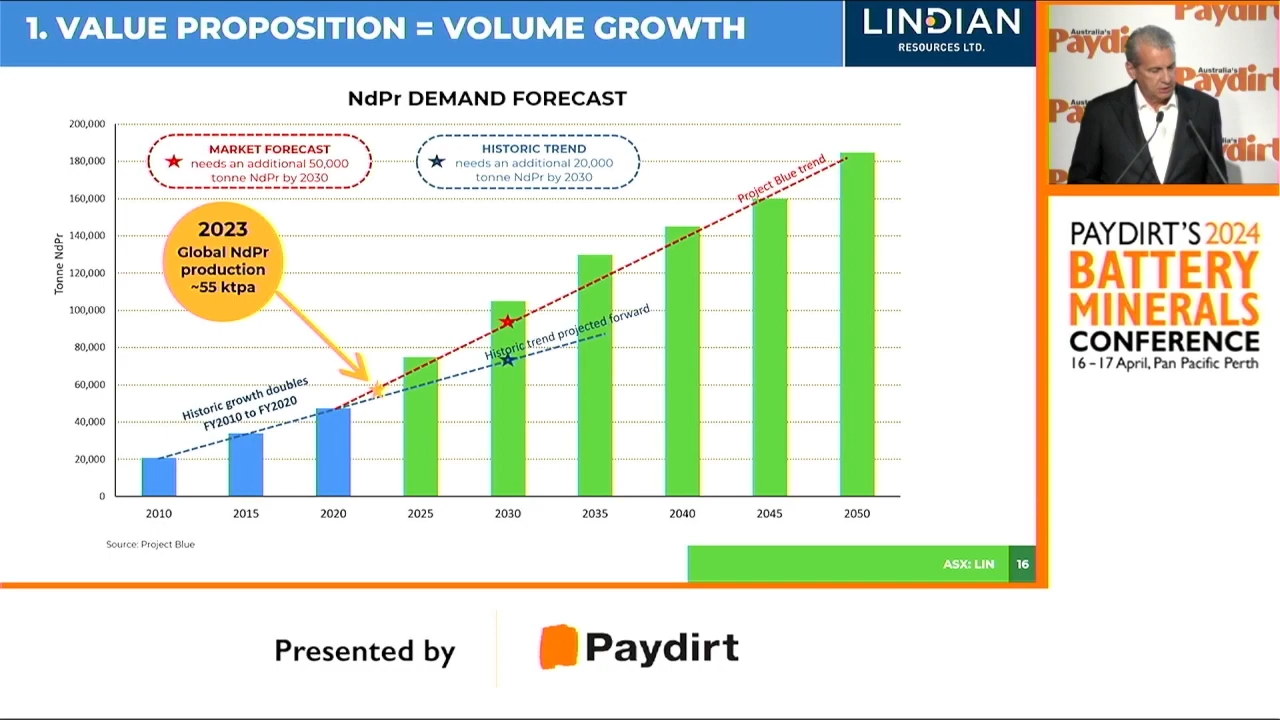 1. VALUE PROPOSITION = VOLUME GROWTH
LINDIAN
RESOURCES LTD.
NdPr DEMAND FORECAST
MARKET FORECAST
needs an additional 50,000
tonne NdPr by 2030
HISTORIC TREND
needs an additional 20,000
tonne NdPr by 2030
2023
Global NdPr
production
~55 ktpa
Historic growth doubles
FY2010 to FY2020
Historic trend projected forward
Project Blue trend
Tonne NdPr
200,000
180,000
160,000
140,000
120,000
100,000
80,000
60,000
40,000
20,000
0
2010 2015 2020 2025 2030 2035 2040 2045 2050
Source: Project Blue
ASX: LIN 16
Australia's
Paydirt
PAYDIRT'S 2024
BATTERY
MINERALS
CONFERENCE
16 – 17 April, Pan Pacific Perth
Presented by
Paydirt